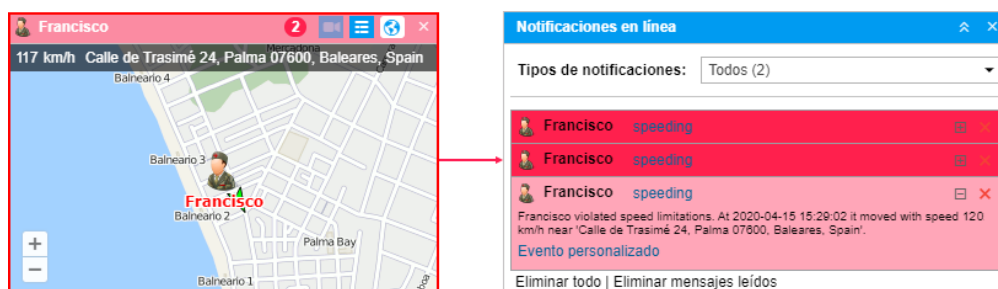 Francisco
2
117 km/h Calle de Trasimé 24, Palma 07600, Baleares, Spain
Mercadona
Balneario 4
Balneario 3
Francisco
Balneario 2
Palma Bay
Balneario 1
+
−
Notificaciones en línea
Tipos de notificaciones: Todos (2)
Francisco speeding
Francisco speeding
Francisco speeding
Francisco violated speed limitations. At 2020-04-15 15:29:02 it moved with speed 120
km/h near 'Calle de Trasimé 24, Palma 07600, Baleares, Spain'.
Evento personalizado
Eliminar todo | Eliminar mensajes leídos